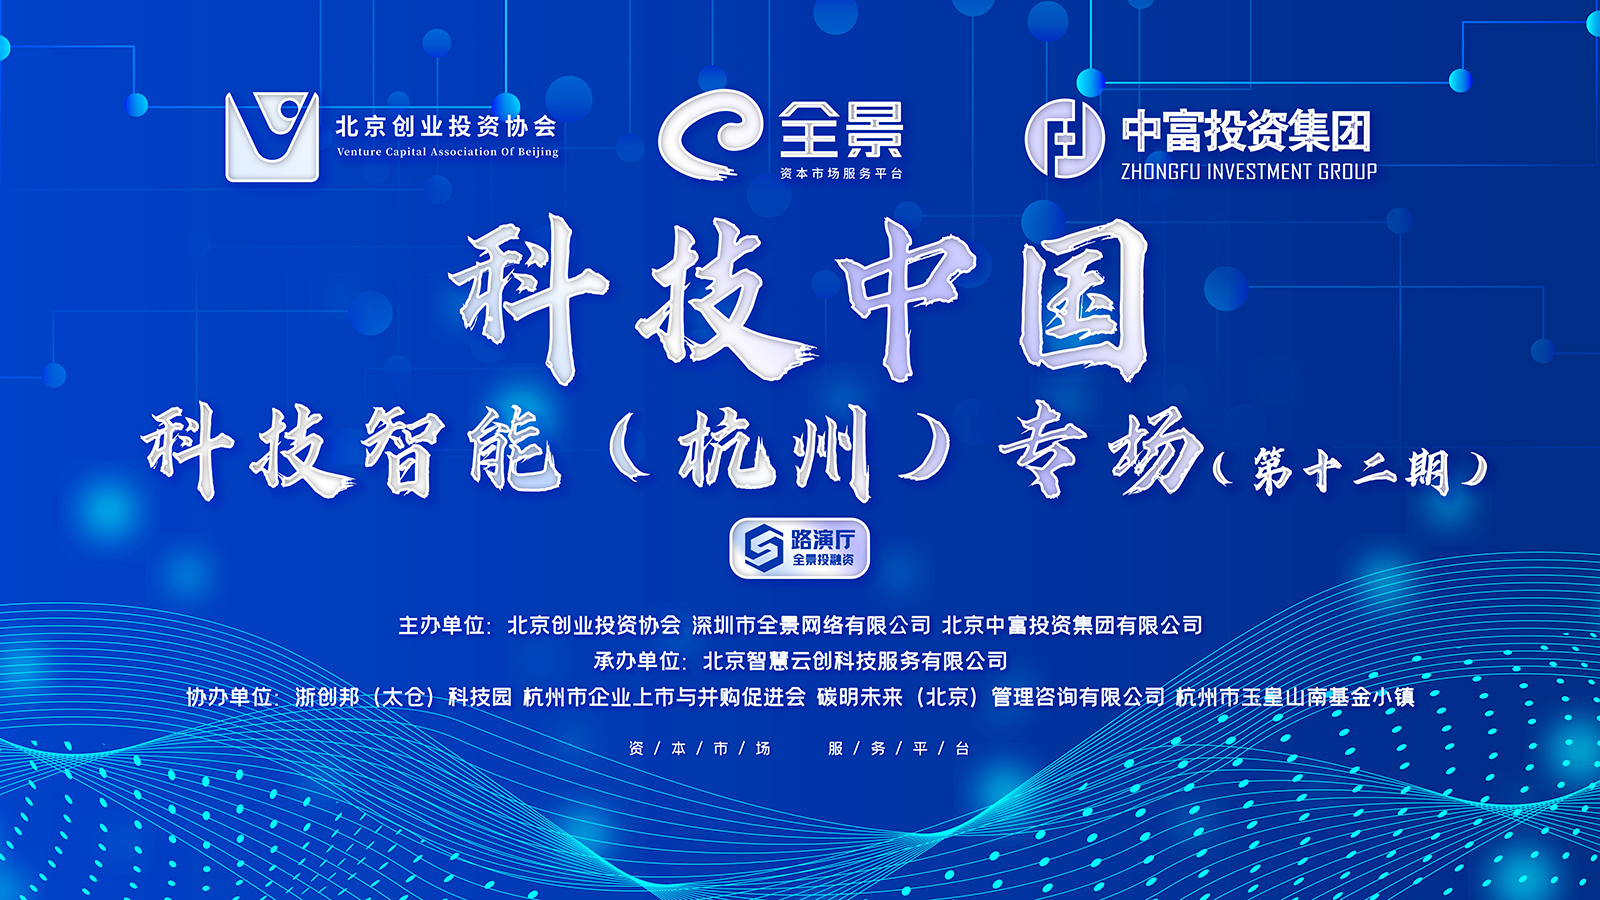 北京创业投资协会
Venture Capital Association Of Beijing
全景
资本市场服务平台
中富投资集团
ZHONGFU INVESTMENT GROUP
科技中国
科技智能（杭州）专场（第十二期）
路演厅
全景投融资
主办单位：北京创业投资协会 深圳市全景网络有限公司 北京中富投资集团有限公司
承办单位：北京智慧云创科技服务有限公司
协办单位：浙创邦（太仓）科技园 杭州市企业上市与并购促进会 碳明未来（北京）管理咨询有限公司 杭州市玉皇山南基金小镇
资/本/市/场 服/务/平/台